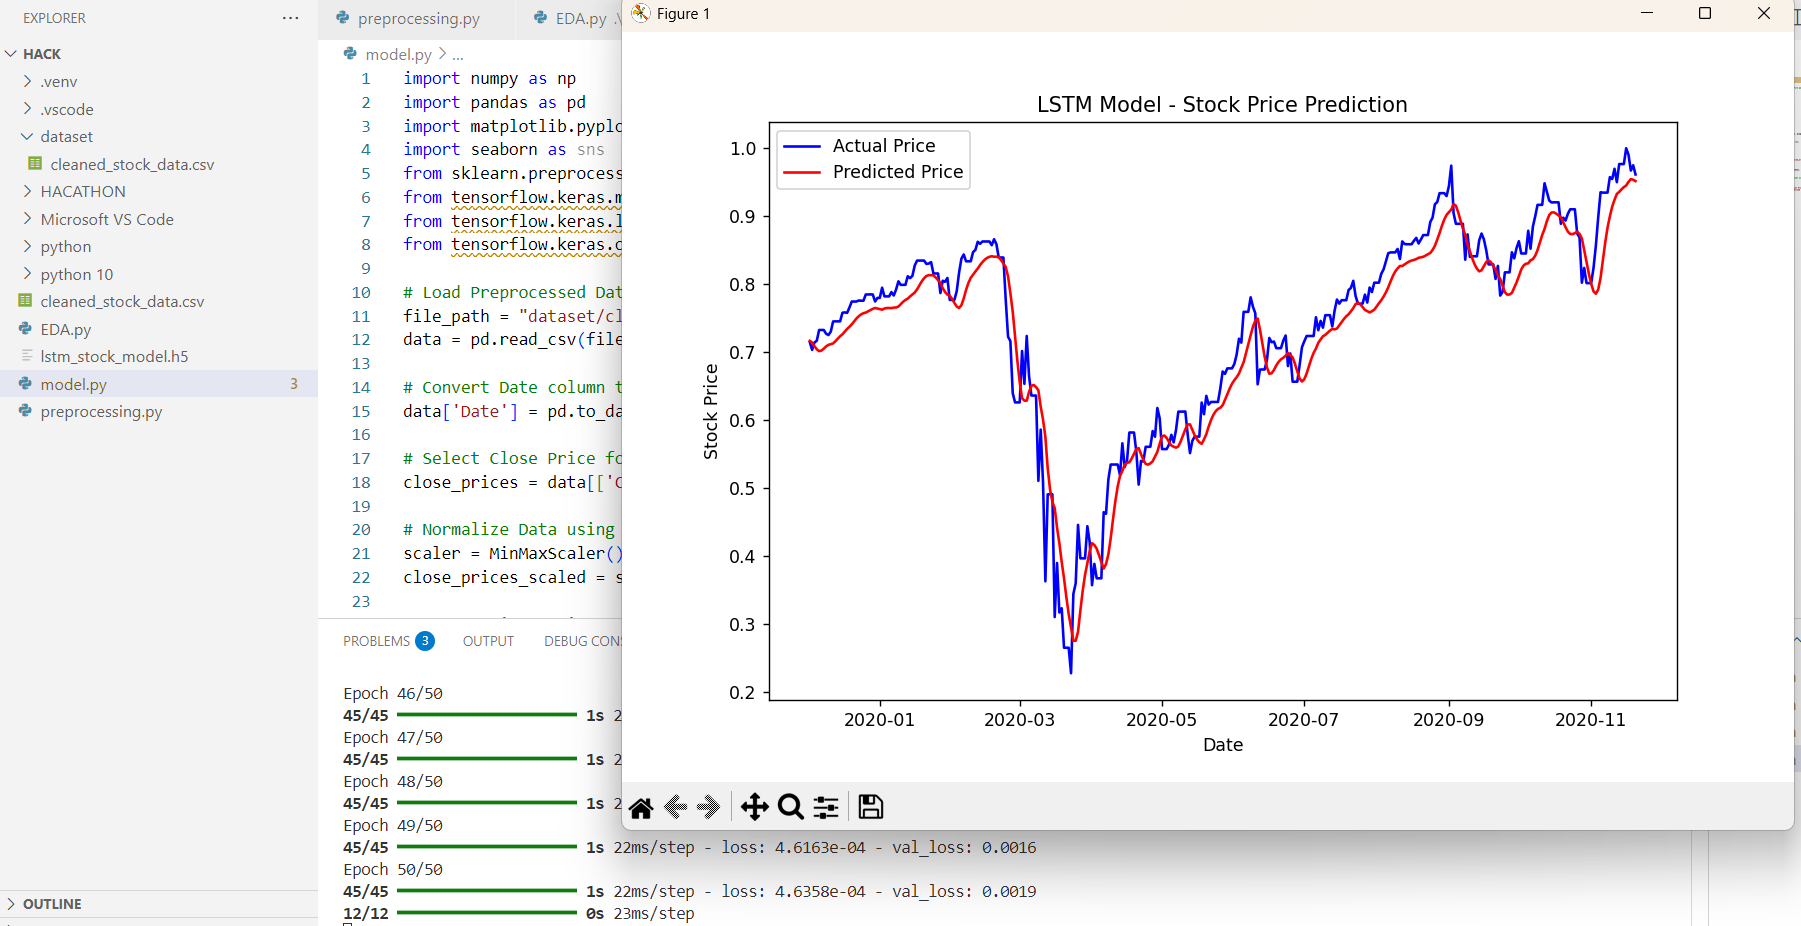 EXPLORER
HACK
.venv
.vscode
dataset
cleaned_stock_data.csv
HACATHON
Microsoft VS Code
python
python 10
cleaned_stock_data.csv
EDA.py
lstm_stock_model.h5
model.py 3
preprocessing.py
OUTLINE
preprocessing.py
EDA.py .\
model.py > ...
1 import numpy as np
2 import pandas as pd
3 import matplotlib.pyplo
4 import seaborn as sns
5 from sklearn.preprocess
6 from tensorflow.keras.m
7 from tensorflow.keras.l
8 from tensorflow.keras.c
9
10 # Load Preprocessed Dat
11 file_path = "dataset/cl
12 data = pd.read_csv(file
13
14 # Convert Date column t
15 data['Date'] = pd.to_da
16
17 # Select Close Price fo
18 close_prices = data[['C
19
20 # Normalize Data using
21 scaler = MinMaxScaler()
22 close_prices_scaled = s
23
PROBLEMS 3 OUTPUT DEBUG CON
Epoch 46/50
45/45 1s 2
Epoch 47/50
45/45 1s 2
Epoch 48/50
45/45 1s 2
Epoch 49/50
45/45 1s 22ms/step - loss: 4.6163e-04 - val_loss: 0.0016
Epoch 50/50
45/45 1s 22ms/step - loss: 4.6358e-04 - val_loss: 0.0019
12/12 0s 23ms/step
Figure 1
LSTM Model - Stock Price Prediction
Actual Price
Predicted Price
Stock Price
1.0
0.9
0.8
0.7
0.6
0.5
0.4
0.3
0.2
2020-01 2020-03 2020-05 2020-07 2020-09 2020-11
Date